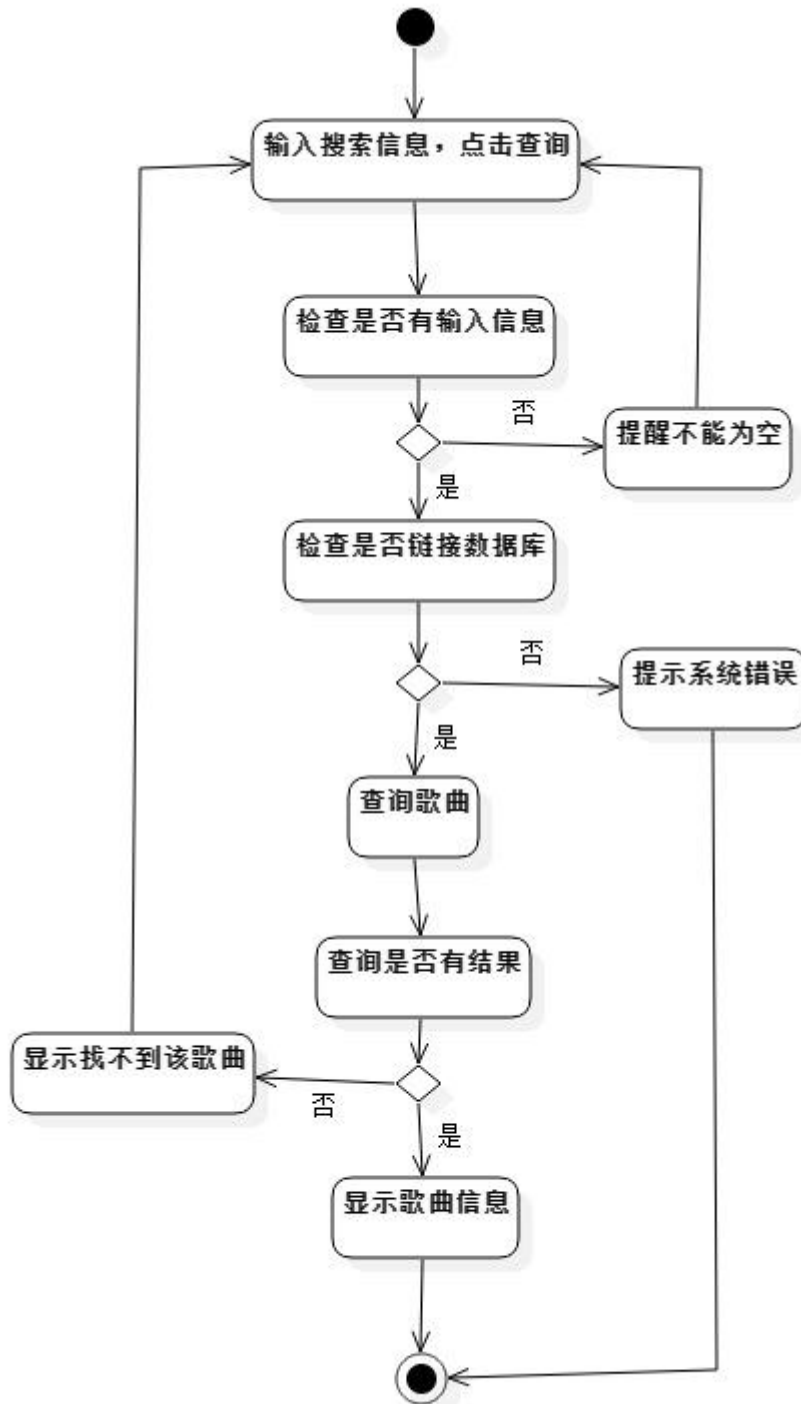 输入搜索信息，点击查询
检查是否有输入信息
否
提醒不能为空
是
检查是否链接数据库
否
提示系统错误
是
查询歌曲
查询是否有结果
显示找不到该歌曲
否
是
显示歌曲信息